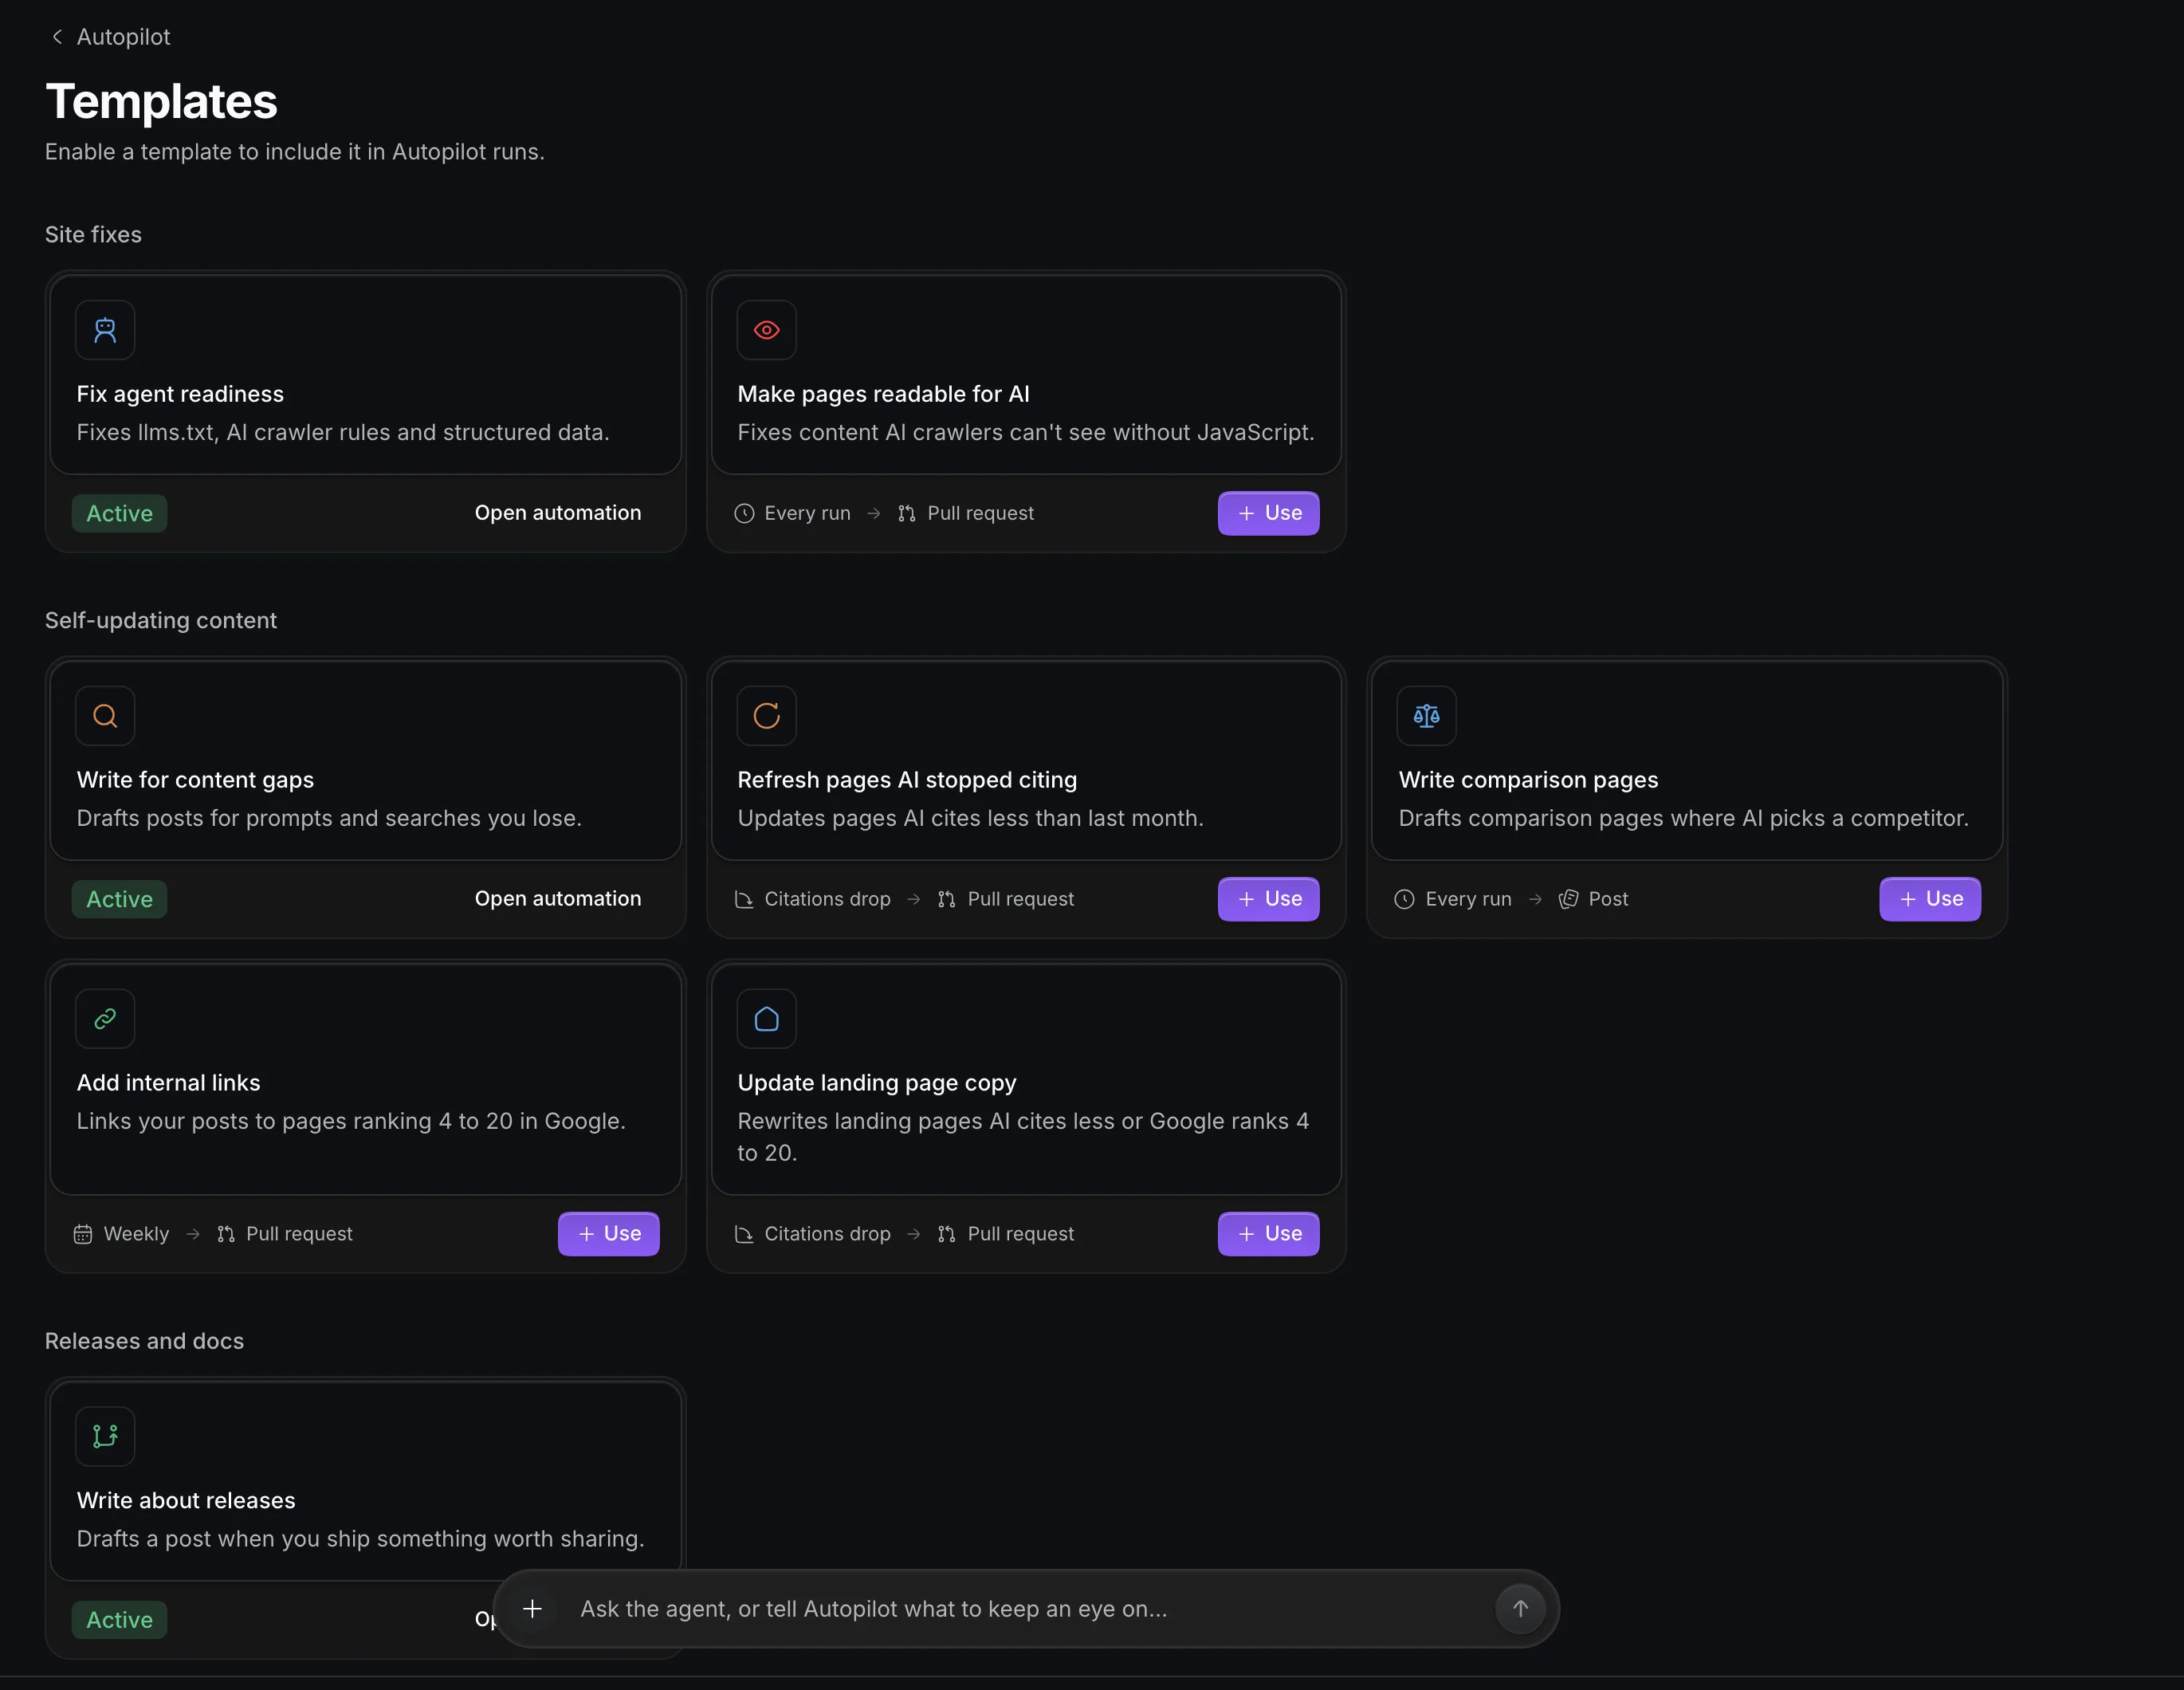 Autopilot
Templates
Enable a template to include it in Autopilot runs.
Site fixes
Fix agent readiness
Fixes llms.txt, AI crawler rules and structured data.
Active
Open automation
Make pages readable for AI
Fixes content AI crawlers can't see without JavaScript.
Every run → Pull request
+ Use
Self-updating content
Write for content gaps
Drafts posts for prompts and searches you lose.
Active
Open automation
Refresh pages AI stopped citing
Updates pages AI cites less than last month.
Citations drop → Pull request
+ Use
Write comparison pages
Drafts comparison pages where AI picks a competitor.
Every run → Post
+ Use
Add internal links
Links your posts to pages ranking 4 to 20 in Google.
Weekly → Pull request
+ Use
Update landing page copy
Rewrites landing pages AI cites less or Google ranks 4
to 20.
Citations drop → Pull request
+ Use
Releases and docs
Write about releases
Drafts a post when you ship something worth sharing.
Active
Ask the agent, or tell Autopilot what to keep an eye on...